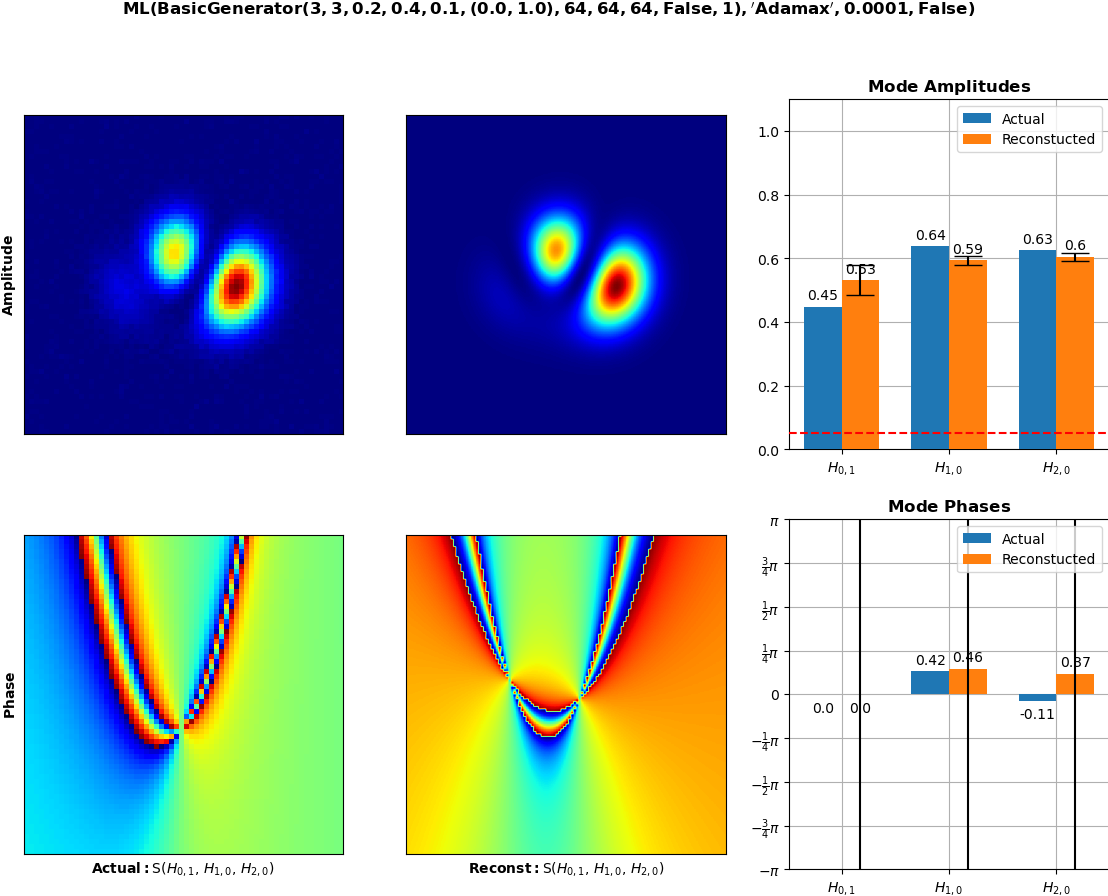 ML(BasicGenerator(3, 3, 0.2, 0.4, 0.1, (0.0, 1.0), 64, 64, 64, False, 1), 'Adamax', 0.0001, False)
Amplitude
Mode Amplitudes
Actual
Reconstucted
1.0
0.8
0.6
0.4
0.2
0.0
0.45
0.53
0.64
0.59
0.63
0.6
H0,1
H1,0
H2,0
Phase
Actual: S(H0,1, H1,0, H2,0)
Reconst: S(H0,1, H1,0, H2,0)
Mode Phases
Actual
Reconstucted
π
3/4π
1/2π
1/4π
0
−1/4π
−1/2π
−3/4π
−π
0.0
0.0
0.42
0.46
-0.11
0.37
H0,1
H1,0
H2,0